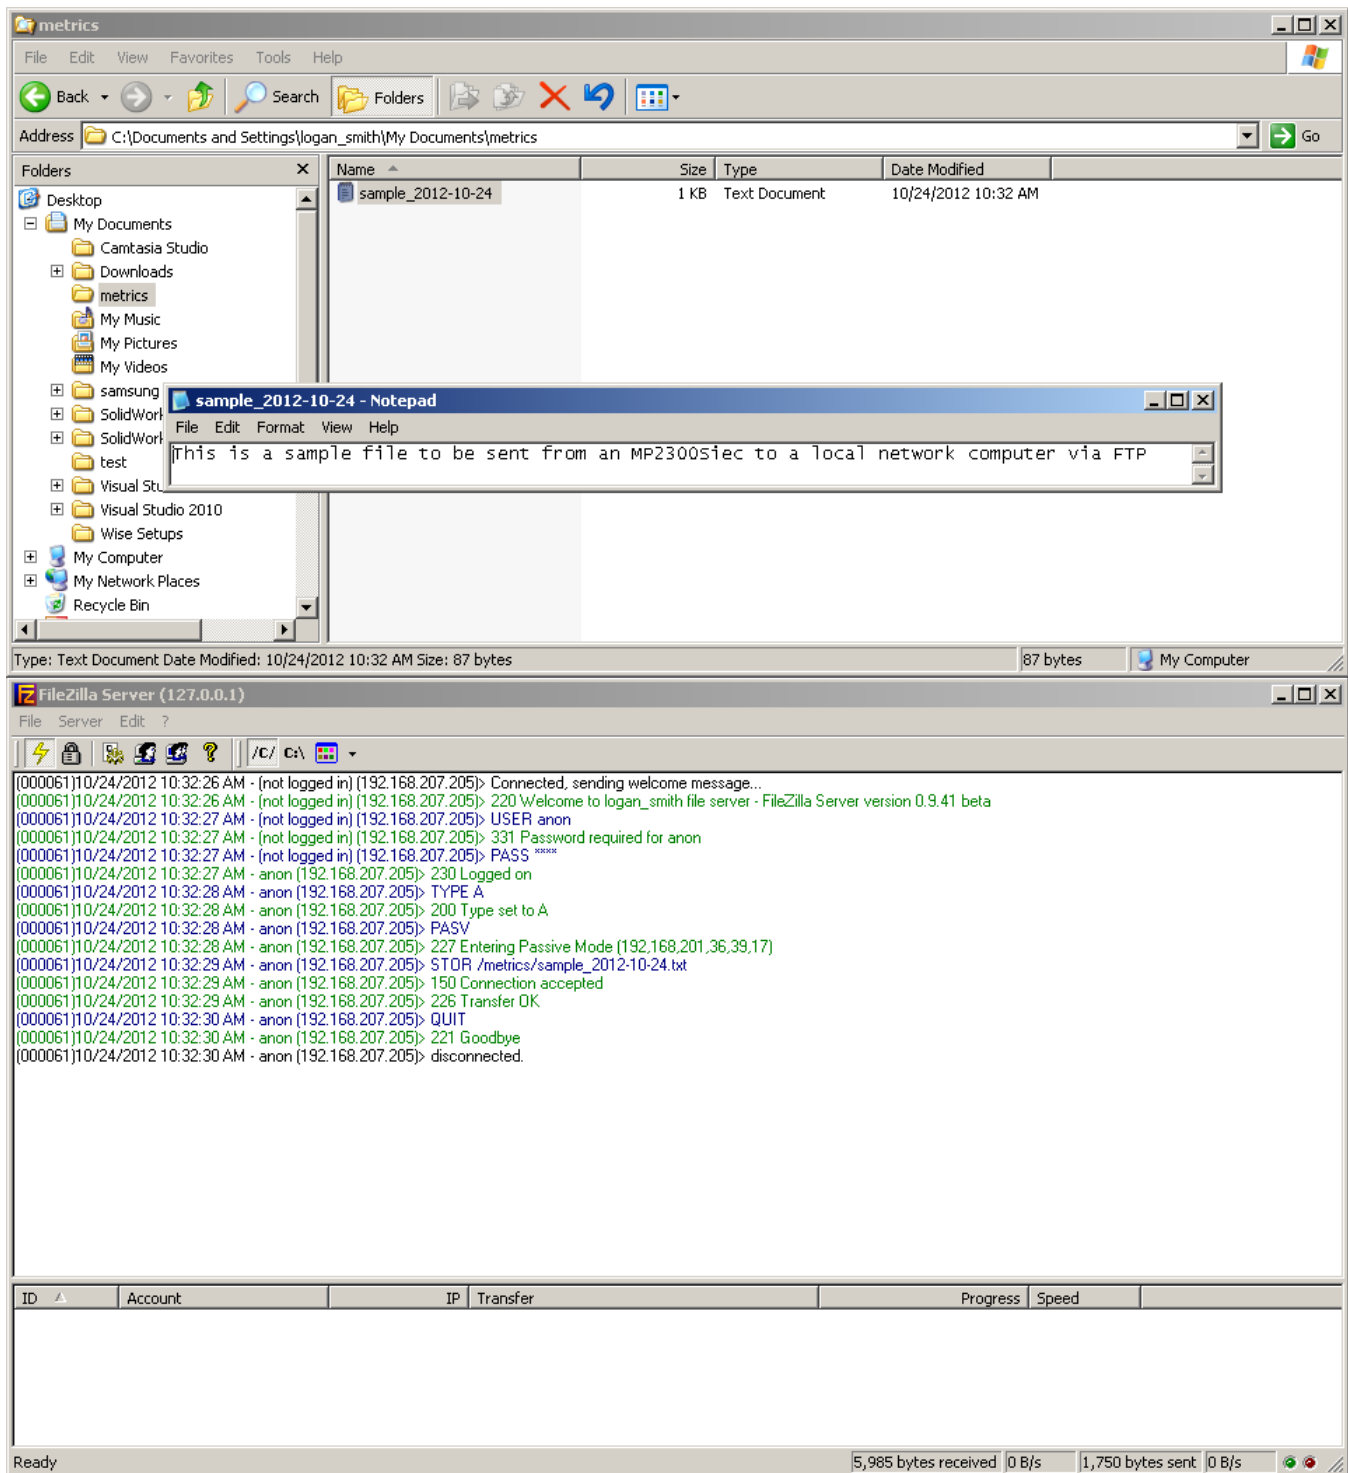 metrics
File Edit View Favorites Tools Help
Back Search Folders
Address C:\Documents and Settings\logan_smith\My Documents\metrics Go
Folders Name Size Type Date Modified
Desktop
sample_2012-10-24 1 KB Text Document 10/24/2012 10:32 AM
My Documents
Camtasia Studio
Downloads
metrics
My Music
My Pictures
My Videos
samsung
SolidWor
SolidWor
test
Visual Stu
Visual Studio 2010
Wise Setups
My Computer
My Network Places
Recycle Bin
sample_2012-10-24 - Notepad
File Edit Format View Help
This is a sample file to be sent from an MP2300Siec to a local network computer via FTP
Type: Text Document Date Modified: 10/24/2012 10:32 AM Size: 87 bytes 87 bytes My Computer
FileZilla Server (127.0.0.1)
File Server Edit ?
/C/ C:\
(000061)10/24/2012 10:32:26 AM - (not logged in) (192.168.207.205)> Connected, sending welcome message...
(000061)10/24/2012 10:32:26 AM - (not logged in) (192.168.207.205)> 220 Welcome to logan_smith file server - FileZilla Server version 0.9.41 beta
(000061)10/24/2012 10:32:27 AM - (not logged in) (192.168.207.205)> USER anon
(000061)10/24/2012 10:32:27 AM - (not logged in) (192.168.207.205)> 331 Password required for anon
(000061)10/24/2012 10:32:27 AM - (not logged in) (192.168.207.205)> PASS ****
(000061)10/24/2012 10:32:27 AM - anon (192.168.207.205)> 230 Logged on
(000061)10/24/2012 10:32:28 AM - anon (192.168.207.205)> TYPE A
(000061)10/24/2012 10:32:28 AM - anon (192.168.207.205)> 200 Type set to A
(000061)10/24/2012 10:32:28 AM - anon (192.168.207.205)> PASV
(000061)10/24/2012 10:32:28 AM - anon (192.168.207.205)> 227 Entering Passive Mode (192,168,201,36,39,17)
(000061)10/24/2012 10:32:29 AM - anon (192.168.207.205)> STOR /metrics/sample_2012-10-24.txt
(000061)10/24/2012 10:32:29 AM - anon (192.168.207.205)> 150 Connection accepted
(000061)10/24/2012 10:32:29 AM - anon (192.168.207.205)> 226 Transfer OK
(000061)10/24/2012 10:32:30 AM - anon (192.168.207.205)> QUIT
(000061)10/24/2012 10:32:30 AM - anon (192.168.207.205)> 221 Goodbye
(000061)10/24/2012 10:32:30 AM - anon (192.168.207.205)> disconnected.
ID Account IP Transfer Progress Speed
Ready 5,985 bytes received 0 B/s 1,750 bytes sent 0 B/s